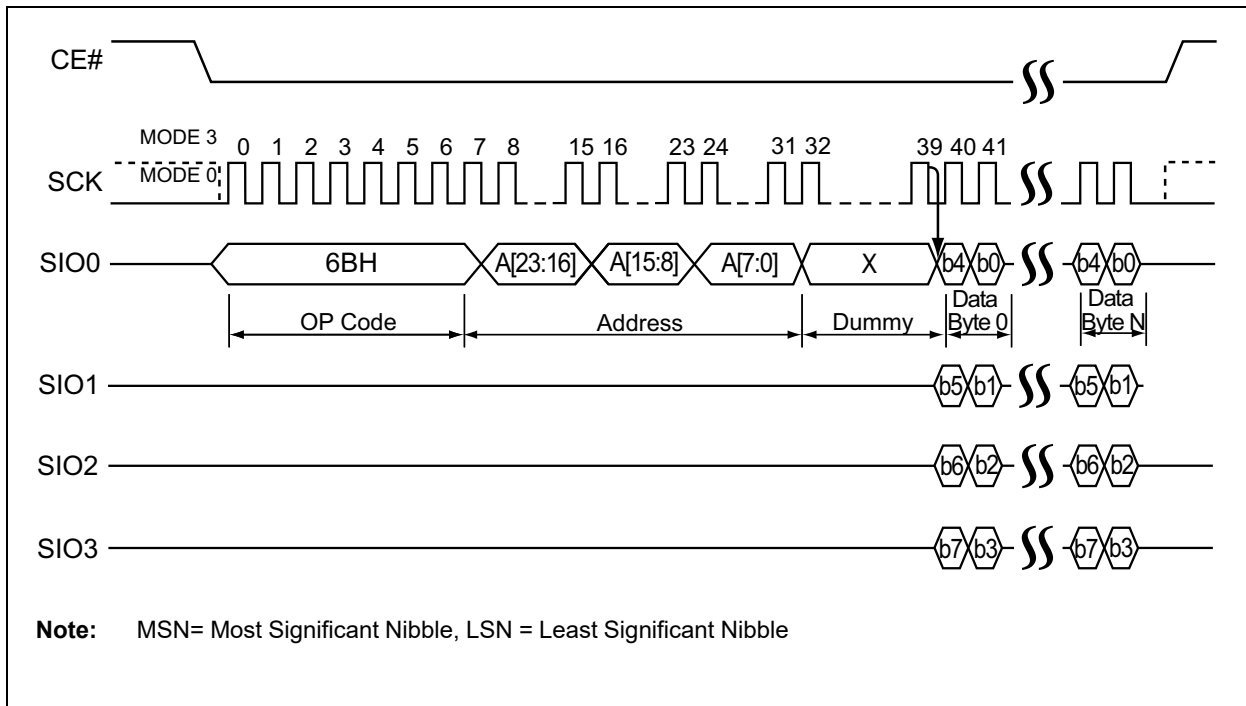 CE#
MODE 3
0 1 2 3 4 5 6 7 8 15 16 23 24 31 32 39 40 41
SCK
MODE 0
SIO0 6BH A[23:16] A[15:8] A[7:0] X b4 b0 b4 b0
OP Code Address Dummy Data Byte 0 Data Byte N
SIO1 b5 b1 b5 b1
SIO2 b6 b2 b6 b2
SIO3 b7 b3 b7 b3
Note: MSN= Most Significant Nibble, LSN = Least Significant Nibble